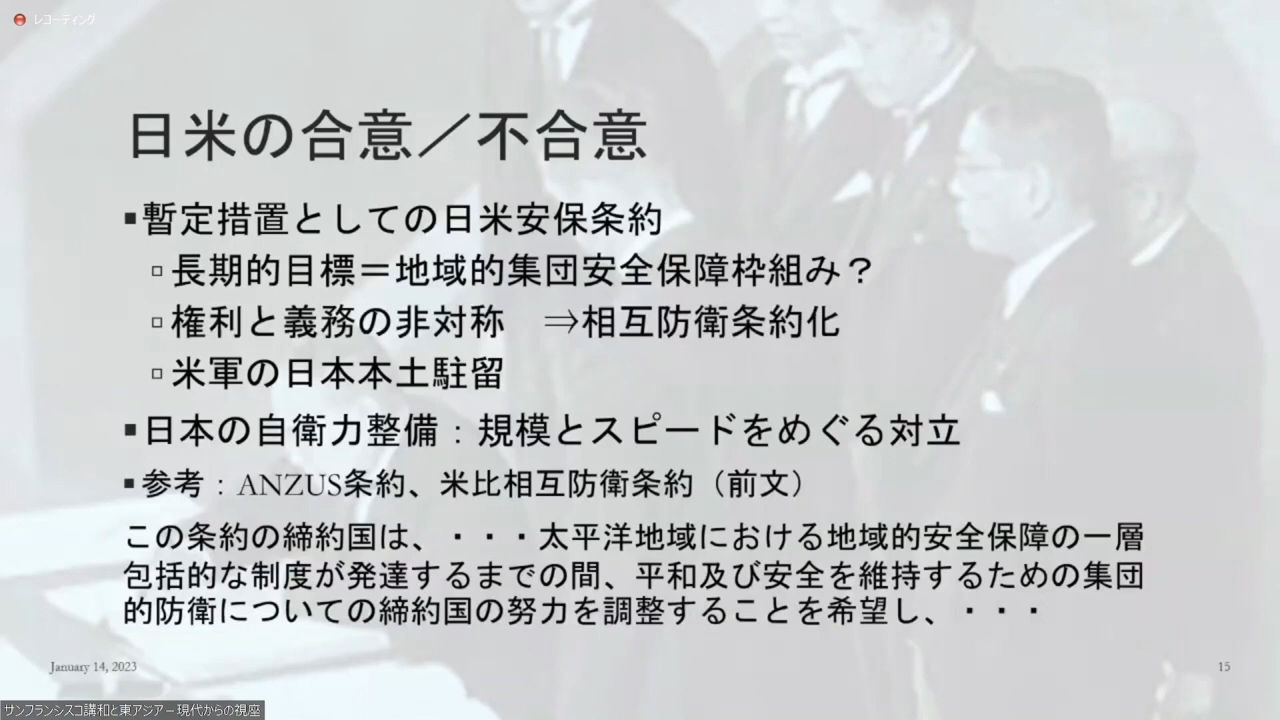 レコーディング
日米の合意／不合意
▪暫定措置としての日米安保条約
▫長期的目標＝地域的集団安全保障枠組み？
▫権利と義務の非対称　⇒相互防衛条約化
▫米軍の日本本土駐留
▪日本の自衛力整備：規模とスピードをめぐる対立
▪参考：ANZUS条約、米比相互防衛条約（前文）
この条約の締約国は、・・・太平洋地域における地域的安全保障の一層
包括的な制度が発達するまでの間、平和及び安全を維持するための集団
的防衛についての締約国の努力を調整することを希望し、・・・
January 14, 2023
15
サンフランシスコ講和と東アジア－現代からの視座